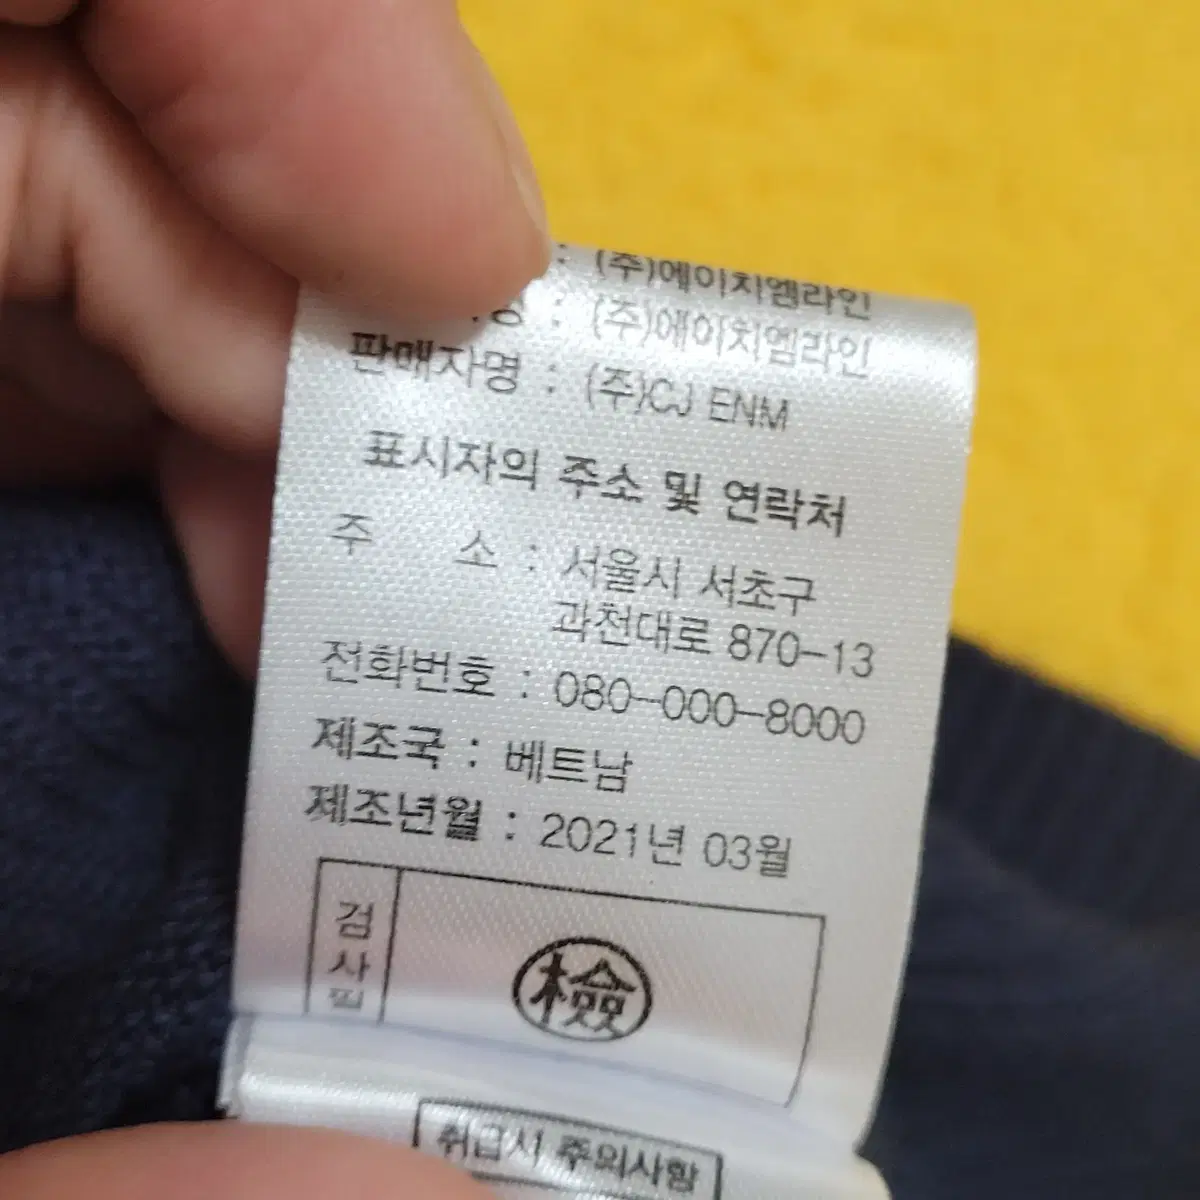 : (주)에이치엠라인
명 : (주)에이치엠라인
판매자명 : (주)CJ ENM
표시자의 주소 및 연락처
주 소 : 서울시 서초구
과천대로 870-13
전화번호 : 080-000-8000
제조국 : 베트남
제조년월 : 2021년 03월
검사필
檢
취급시 주의사항